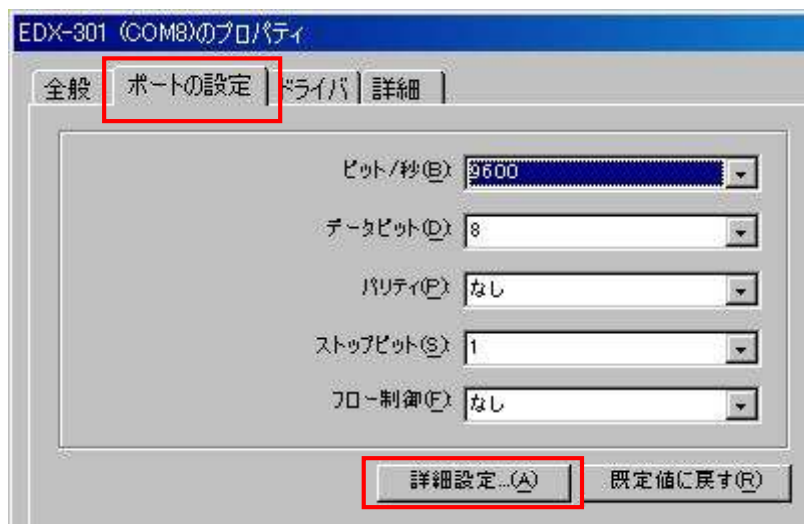 EDX-301 (COM8)のプロパティ
全般 ポートの設定 ドライバ 詳細
ビット/秒(B): 9600
データ ビット(D): 8
パリティ(P): なし
ストップ ビット(S): 1
フロー制御(F): なし
詳細設定...(A) 既定値に戻す(R)